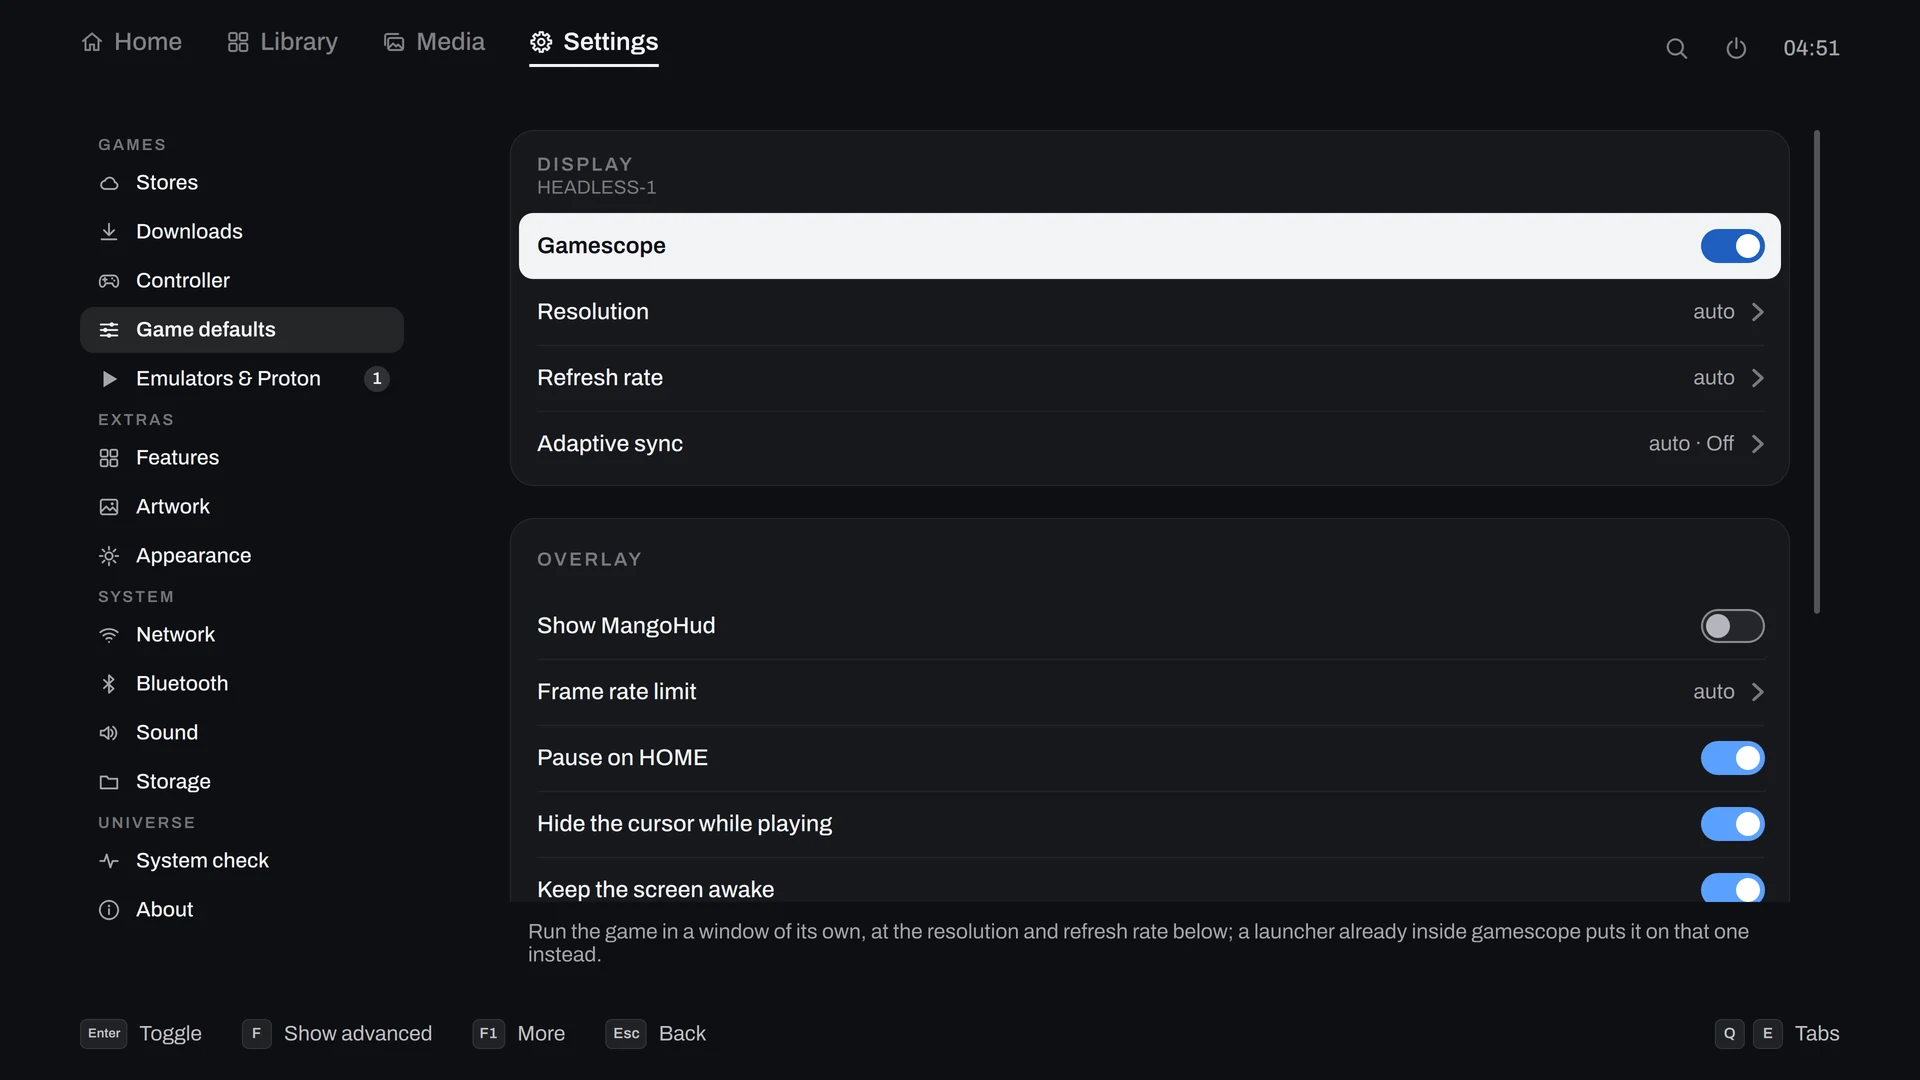 Home
Library
Media
Settings
04:51
GAMES
Stores
Downloads
Controller
Game defaults
Emulators & Proton 1
EXTRAS
Features
Artwork
Appearance
SYSTEM
Network
Bluetooth
Sound
Storage
UNIVERSE
System check
About
DISPLAY
HEADLESS-1
Gamescope
Resolution auto
Refresh rate auto
Adaptive sync auto · Off
OVERLAY
Show MangoHud
Frame rate limit auto
Pause on HOME
Hide the cursor while playing
Keep the screen awake
Run the game in a window of its own, at the resolution and refresh rate below; a launcher already inside gamescope puts it on that one
instead.
Enter Toggle F Show advanced F1 More Esc Back Q E Tabs